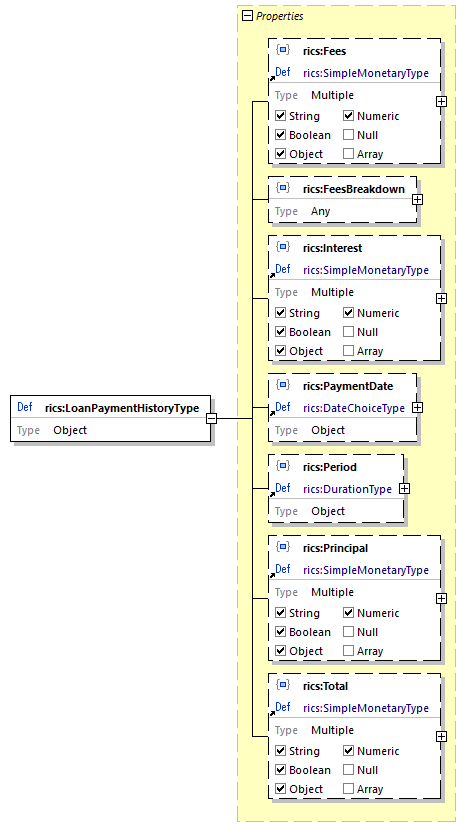 Properties
rics:Fees
Def rics:SimpleMonetaryType
Type Multiple
String Numeric
Boolean Null
Object Array
rics:FeesBreakdown
Type Any
rics:Interest
Def rics:SimpleMonetaryType
Type Multiple
String Numeric
Boolean Null
Object Array
rics:PaymentDate
Def rics:DateChoiceType
Type Object
Def rics:LoanPaymentHistoryType
Type Object
rics:Period
Def rics:DurationType
Type Object
rics:Principal
Def rics:SimpleMonetaryType
Type Multiple
String Numeric
Boolean Null
Object Array
rics:Total
Def rics:SimpleMonetaryType
Type Multiple
String Numeric
Boolean Null
Object Array